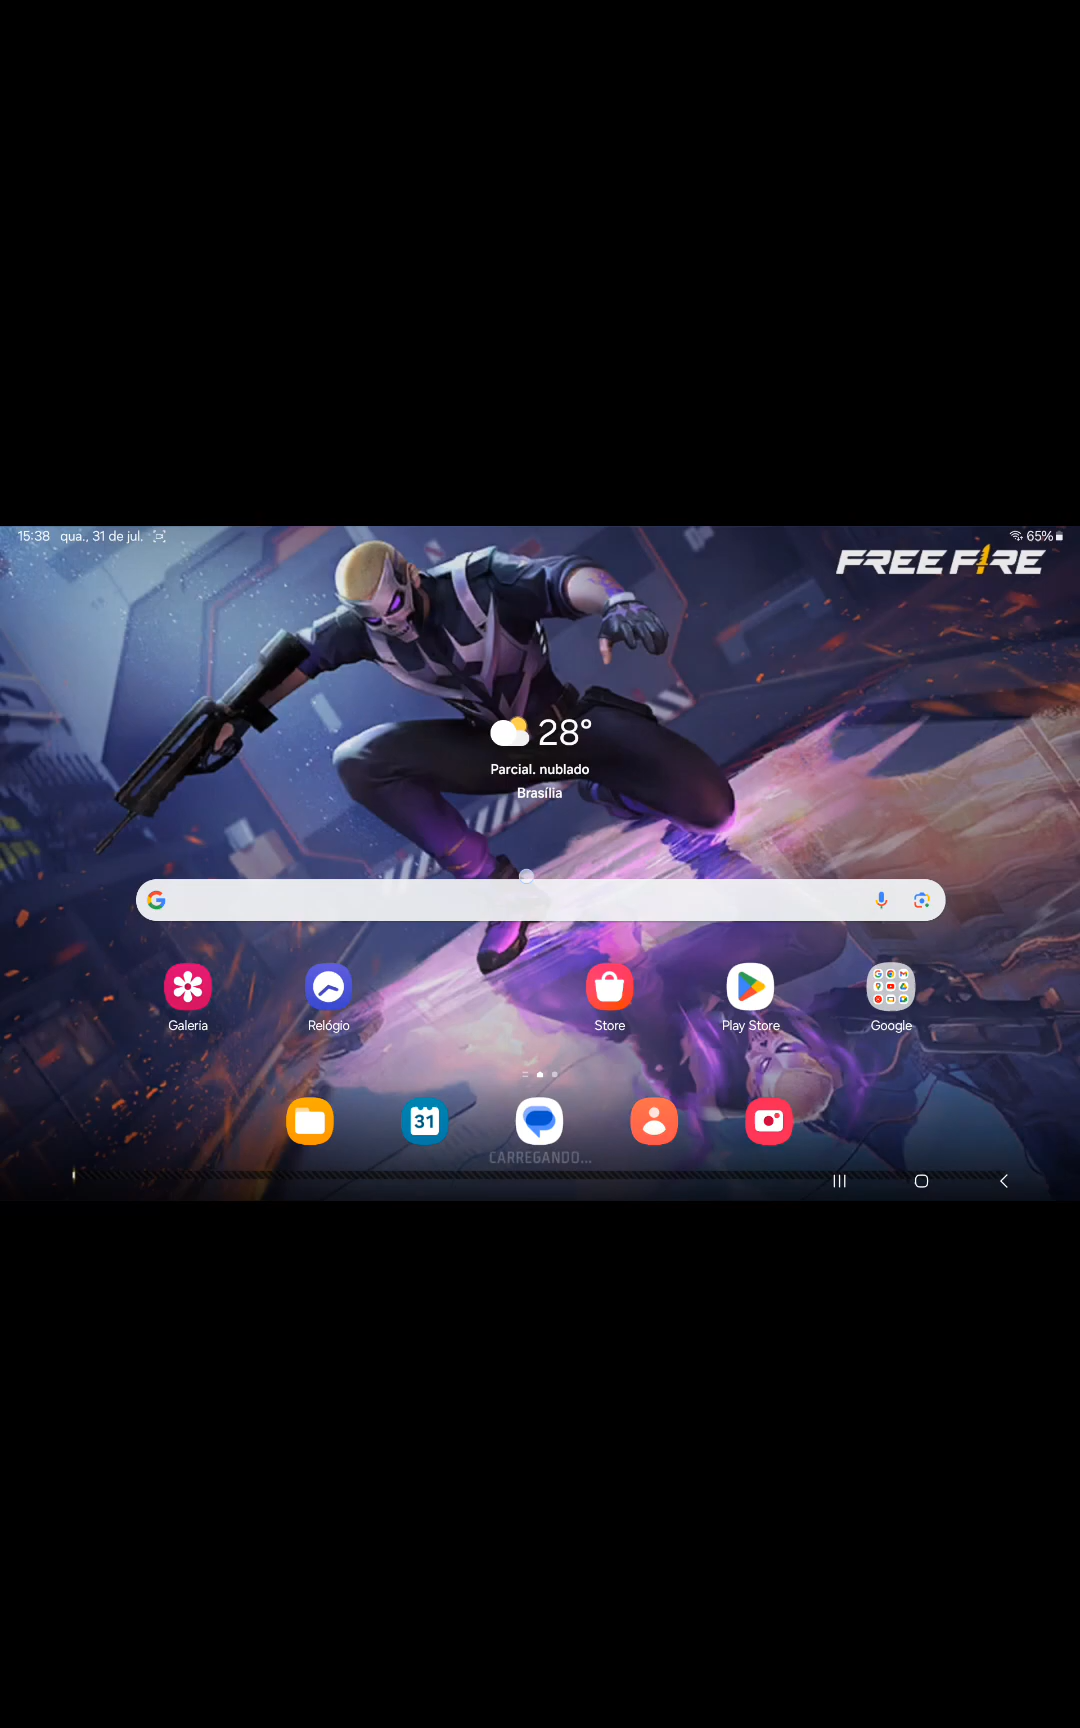 15:38 qua., 31 de jul. 65%
FREE FIRE
28°
Parcial. nublado
Brasília
Galeria Relógio Store Play Store Google
31
CARREGANDO...